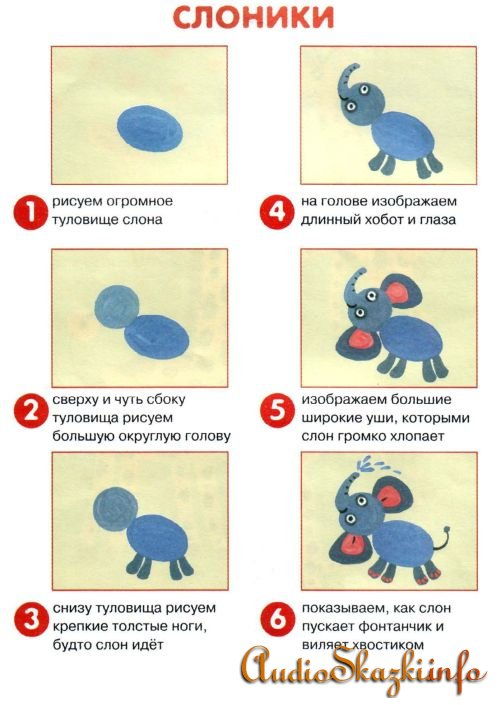 СЛОНИКИ
1 рисуем огромное
туловище слона
2 сверху и чуть сбоку
туловища рисуем
большую округлую голову
3 снизу туловища рисуем
крепкие толстые ноги,
будто слон идёт
4 на голове изображаем
длинный хобот и глаза
5 изображаем большие
широкие уши, которыми
слон громко хлопает
6 показываем, как слон
пускает фонтанчик и
виляет хвостиком
AudioSkazkiinfo